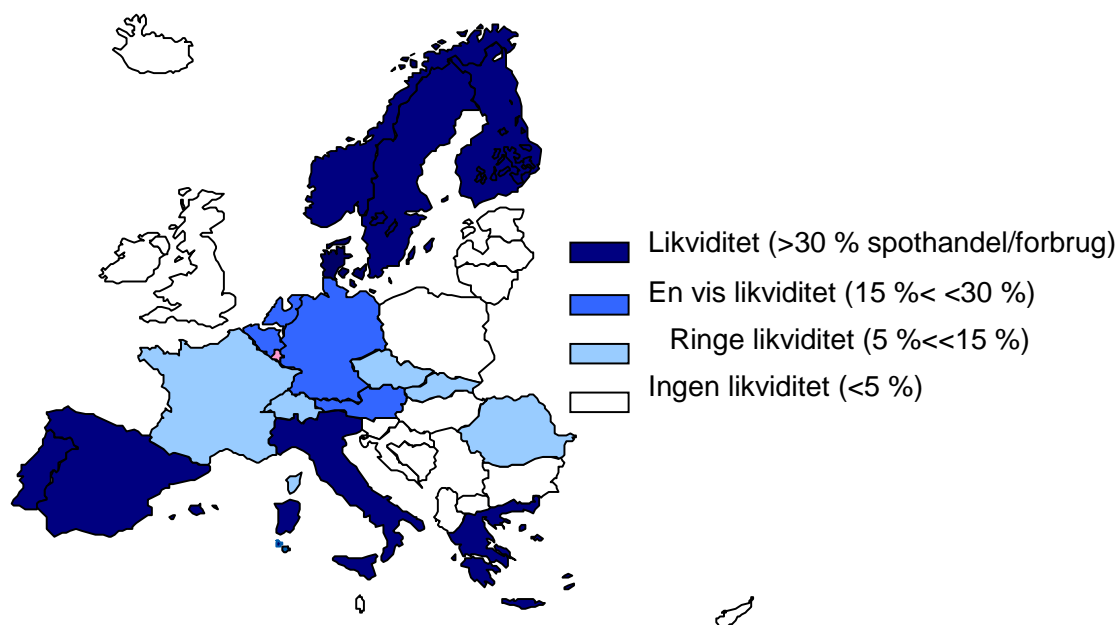 Likviditet (>30 % spothandel/forbrug)
En vis likviditet (15 %< <30 %)
Ringe likviditet (5 %<<15 %)
Ingen likviditet (<5 %)